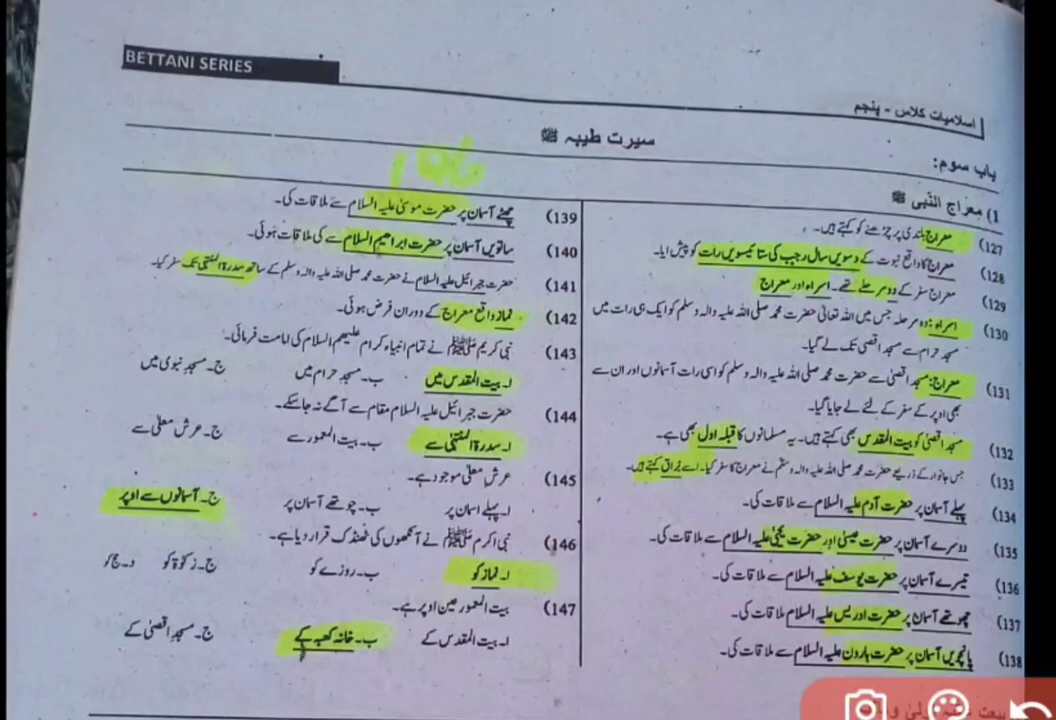 BETTANI SERIES
اسلامیات کلاس - پنجم
سیرت طیبہ ﷺ
باب سوم:
1) معراج النبی ﷺ
127) معراج بلندی پر چڑھنے کو کہتے ہیں۔
128) معراج کا واقع نبوت کے دسویں سال رجب کی ستائیسویں رات کو پیش ایا۔
129) معراج سفر کے دو مرحلے تھے۔ اسراہ اور معراج
130) اسراہ: وہ مرحلہ جس میں اللہ تعالیٰ حضرت محمد صلی اللہ علیہ والہ وسلم کو ایک ہی رات میں
مسجد حرام سے مسجد اقصیٰ تک لے گیا۔
131) معراج: مسجد اقصیٰ سے حضرت محمد صلی اللہ علیہ والہ وسلم کو اسی رات آسمانوں اور ان سے
بھی اوپر کے سفر کے لئے لے جایا گیا۔
132) مسجد اقصیٰ کو بیت المقدس بھی کہتے ہیں۔ یہ مسلمانوں کا قبلہ اول بھی ہے۔
133) جس جانور کے ذریعے حضرت محمد صلی اللہ علیہ والہ وسلم نے معراج کا سفر کیا۔ اسے بُراق کہتے ہیں۔
134) پہلے آسمان پر حضرت آدم علیہ السلام سے ملاقات کی۔
135) دوسرے آسمان پر حضرت عیسیٰ اور حضرت یحییٰ علیہ السلام سے ملاقات کی۔
136) تیسرے آسمان پر حضرت یوسف علیہ السلام سے ملاقات کی۔
137) چوتھے آسمان پر حضرت ادریس علیہ السلام سے ملاقات کی۔
138) پانچویں آسمان پر حضرت ہارون علیہ السلام سے ملاقات کی۔
139) چھٹے آسمان پر حضرت موسیٰ علیہ السلام سے ملاقات کی۔
140) ساتویں آسمان پر حضرت ابراھیم السلام سے کی ملاقات ہوئی۔
141) حضرت جبرائیل علیہ السلام نے حضرت محمد صلی اللہ علیہ والہ وسلم کے ساتھ سدرۃ المنتہیٰ تک سفر کیا۔
142) نماز واقع معراج کے دوران فرض ہوئی۔
143) نبی کریم ﷺ نے تمام انبیاء کرام علیھم السلام کی امامت فرمائی۔
ا۔ بیت المقدس میں ب۔ مسجدِ حرام میں ج۔ مسجدِ نبوی میں
144) حضرت جبرائیل علیہ السلام مقام سے آگے نہ جاسکے۔
ا۔ سدرۃ المنتہیٰ سے ب۔ بیت المعمور سے ج۔ عرش معلیٰ سے
145) عرش معلیٰ موجود ہے۔
ا۔ پہلے اسمان پر ب۔ چوتھے آسمان پر ج۔ آسمانوں سے اوپر
146) نبی اکرم ﷺ نے آنکھوں کی ٹھنڈک قرار دیا ہے۔
ا۔ نماز کو ب۔ روزے کو ج۔ زکوٰۃ کو د۔ حج کو
147) بیت المعمور عین اوپر ہے۔
ا۔ بیت المقدس کے ب۔ خانہ کعبہ کے ج۔ مسجدِ اقصیٰ کے